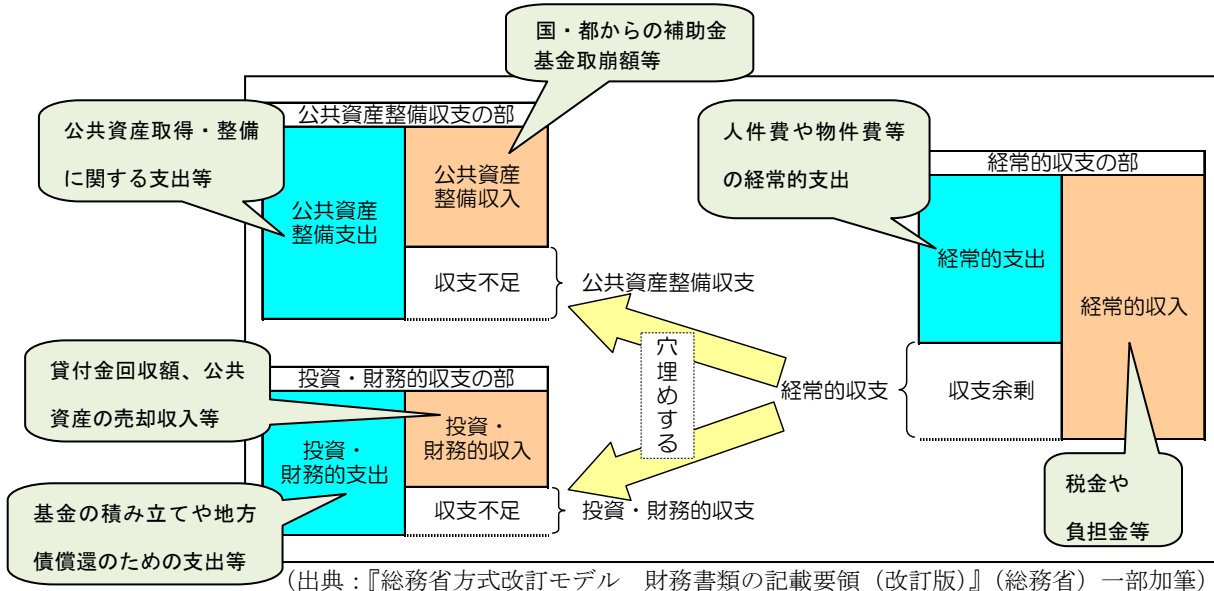 国・都からの補助金
基金取崩額等
公共資産整備収支の部
公共資産取得・整備
に関する支出等
公共資産
整備収入
公共資産
整備支出
収支不足
公共資産整備収支
人件費や物件費等
の経常的支出
経常的収支の部
経常的支出
経常的収入
穴埋めする
経常的収支
収支余剰
税金や
負担金等
貸付金回収額、公共
資産の売却収入等
投資・財務的収支の部
投資・
財務的収入
投資・
財務的支出
収支不足
投資・財務的収支
基金の積み立てや地方
債償還のための支出等
(出典:『総務省方式改訂モデル　財務書類の記載要領(改訂版)』(総務省)一部加筆)